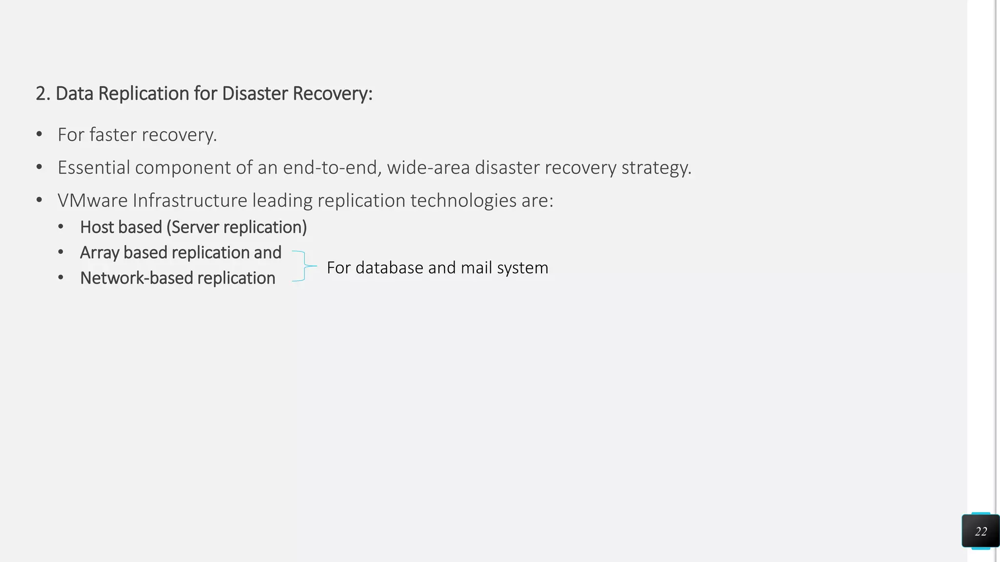 2. Data Replication for Disaster Recovery:
• For faster recovery.
• Essential component of an end-to-end, wide-area disaster recovery strategy.
• VMware Infrastructure leading replication technologies are:
• Host based (Server replication)
• Array based replication and
• Network-based replication
For database and mail system
22